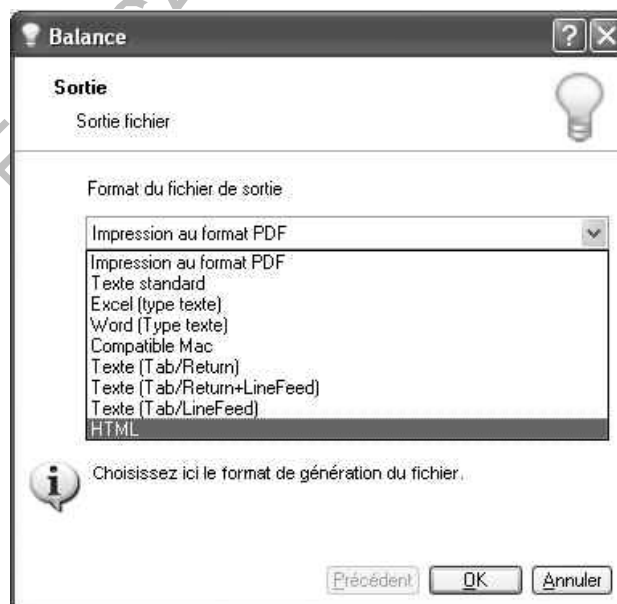 Balance
Sortie
Sortie fichier
Format du fichier de sortie
Impression au format PDF
Impression au format PDF
Texte standard
Excel (type texte)
Word (Type texte)
Compatible Mac
Texte (Tab/Return)
Texte (Tab/Return+LineFeed)
Texte (Tab/LineFeed)
HTML
Choisissez ici le format de génération du fichier.
Précédent OK Annuler